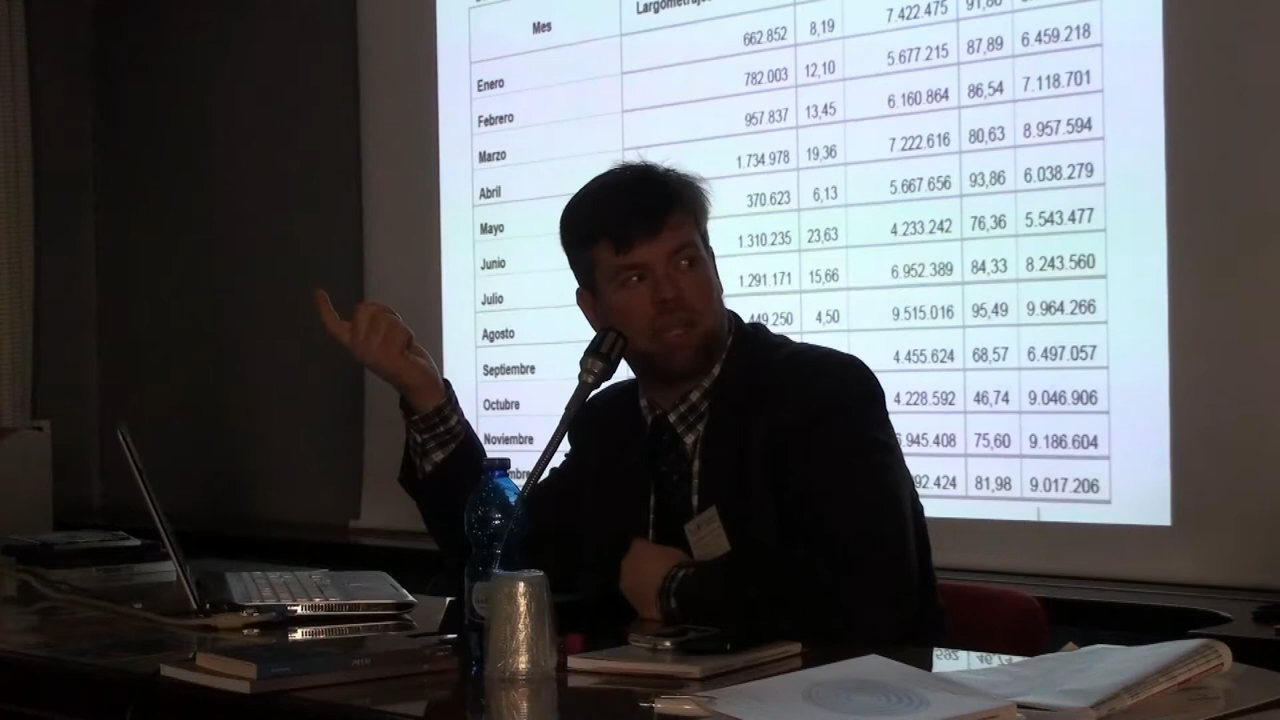 Mes
Enero 662.852 8,19 7.422.475 91,80
Febrero 782.003 12,10 5.677.215 87,89 6.459.218
Marzo 957.837 13,45 6.160.864 86,54 7.118.701
Abril 1.734.978 19,36 7.222.616 80,63 8.957.594
Mayo 370.623 6,13 5.667.656 93,86 6.038.279
Junio 1.310.235 23,63 4.233.242 76,36 5.543.477
Julio 1.291.171 15,66 6.952.389 84,33 8.243.560
Agosto 449.250 4,50 9.515.016 95,49 9.964.266
Septiembre 4.455.624 68,57 6.497.057
Octubre 4.228.592 46,74 9.046.906
Noviembre 6.945.408 75,60 9.186.604
mbre 92.424 81,98 9.017.206